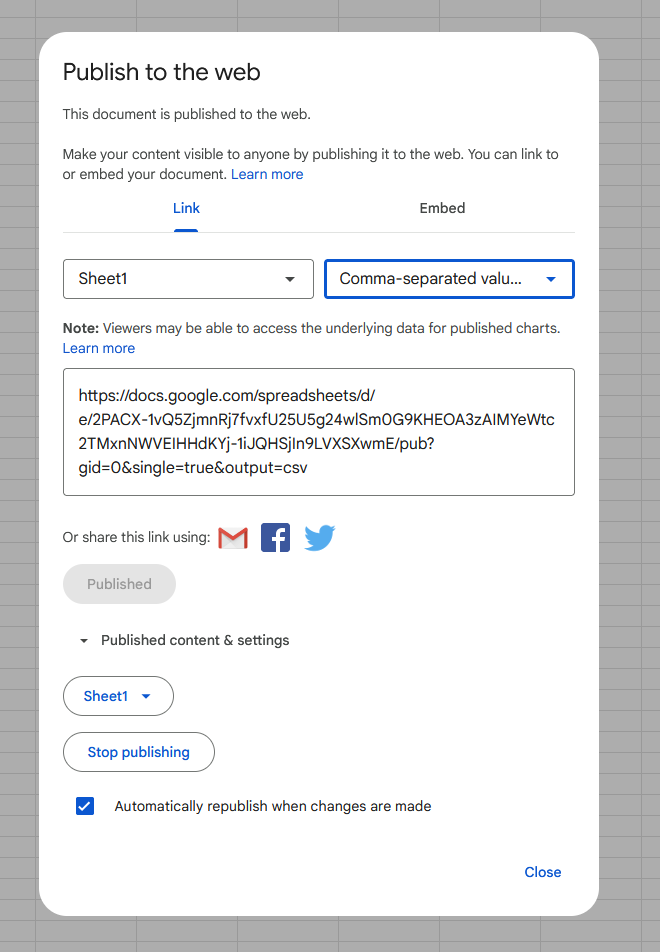 Publish to the web
This document is published to the web.
Make your content visible to anyone by publishing it to the web. You can link to
or embed your document. Learn more
Link Embed
Sheet1 Comma-separated valu...
Note: Viewers may be able to access the underlying data for published charts.
Learn more
https://docs.google.com/spreadsheets/d/
e/2PACX-1vQ5ZjmnRj7fvxfU25U5g24wlSm0G9KHEOA3zAIMYeWtc
2TMxnNWVEIHHdKYj-1iJQHSjIn9LVXSXwmE/pub?
gid=0&single=true&output=csv
Or share this link using:
Published
Published content & settings
Sheet1
Stop publishing
Automatically republish when changes are made
Close